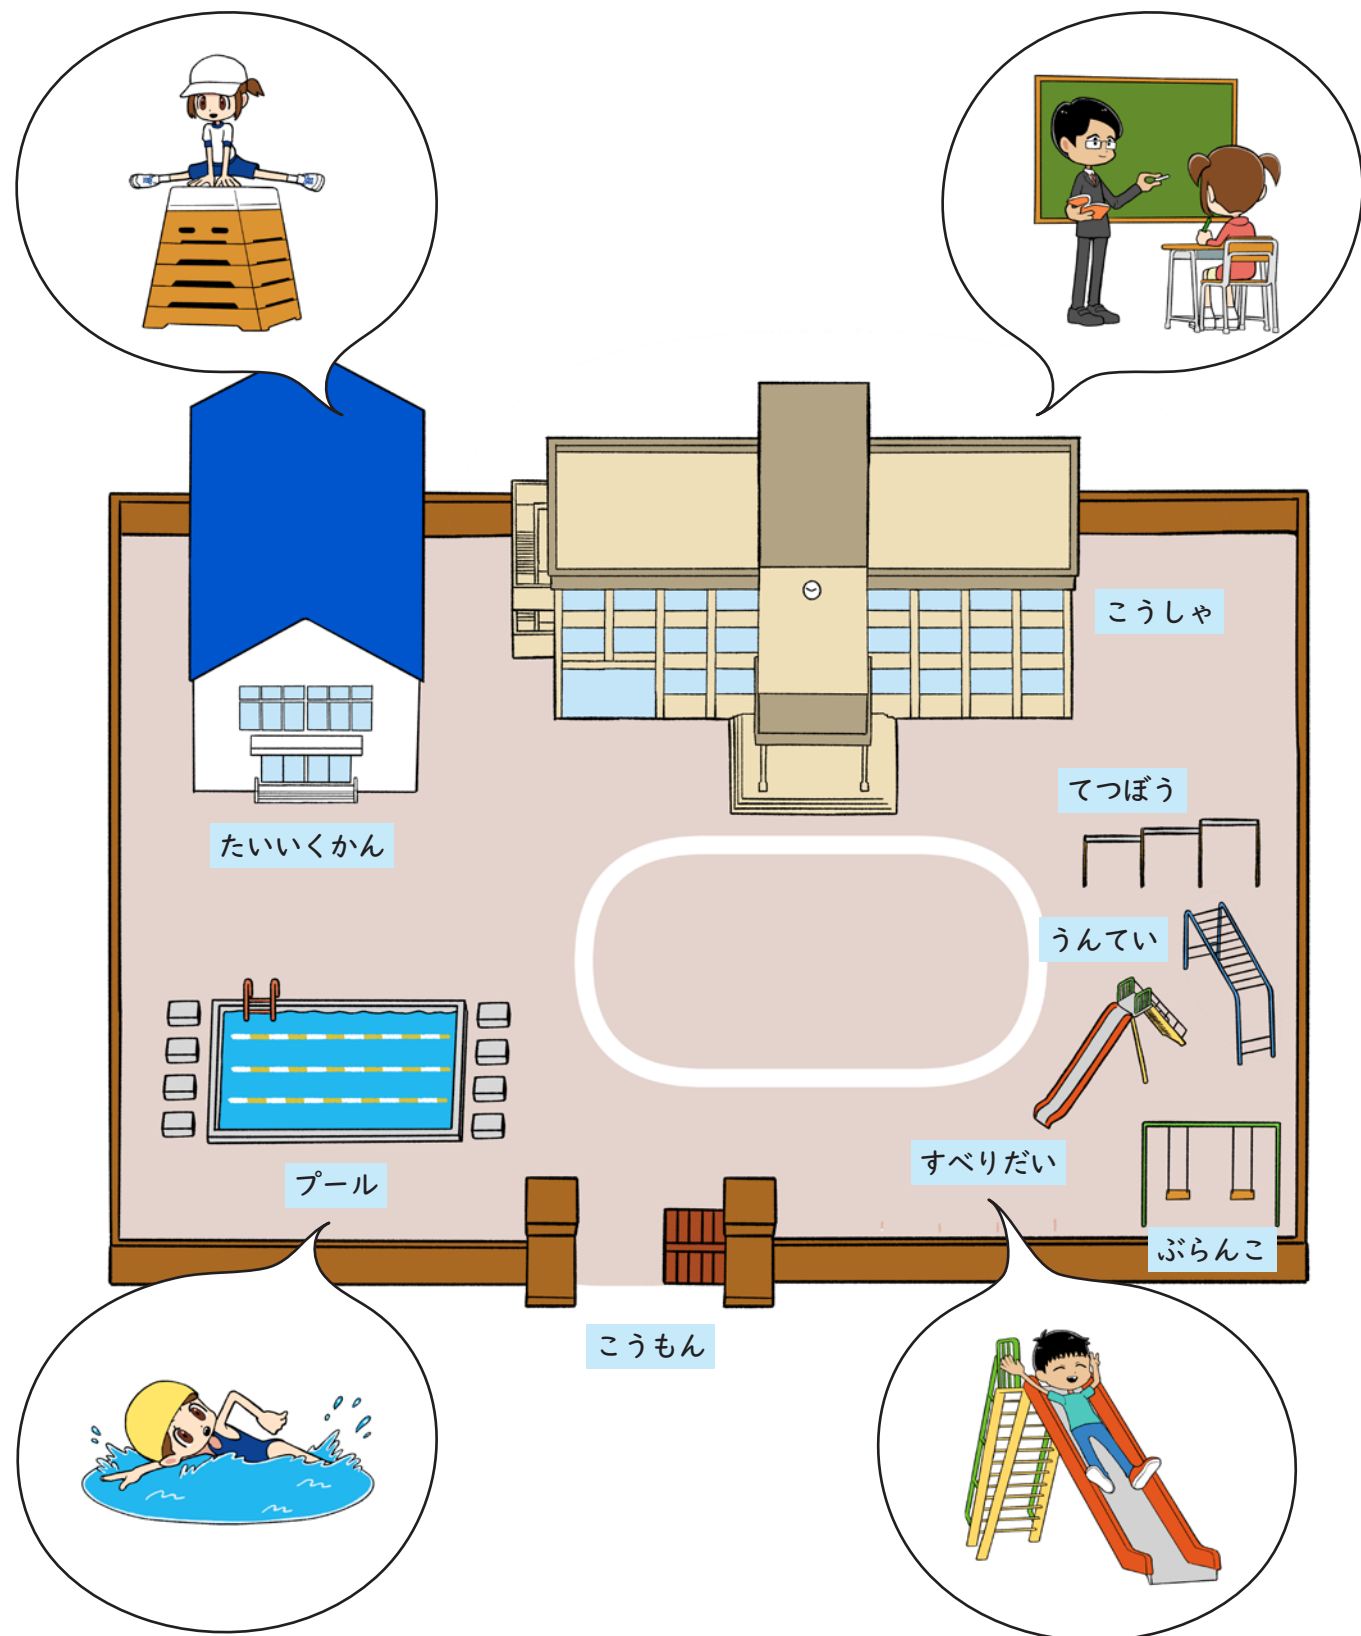 こうしゃ
てつぼう
たいいくかん
うんてい
すべりだい
プール
ぶらんこ
こうもん